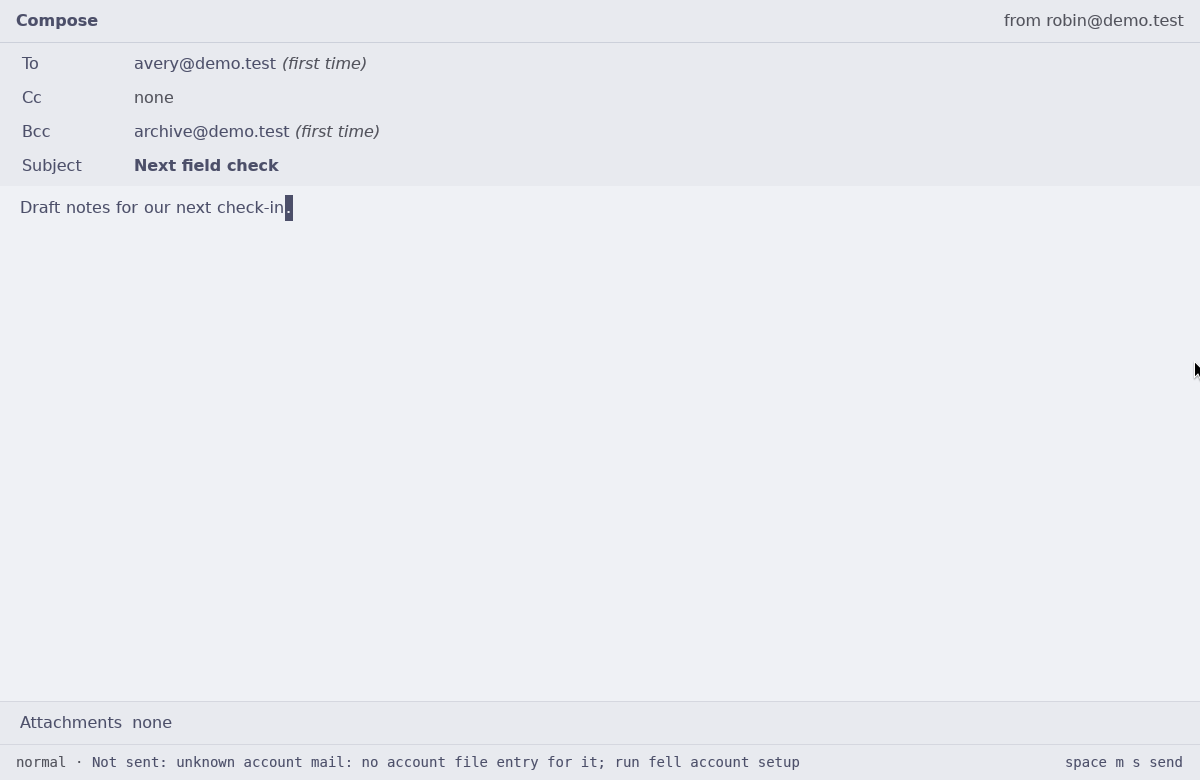 Compose from robin@demo.test
To avery@demo.test (first time)
Cc none
Bcc archive@demo.test (first time)
Subject Next field check
Draft notes for our next check-in.
Attachments none
normal · Not sent: unknown account mail: no account file entry for it; run fell account setup space m s send